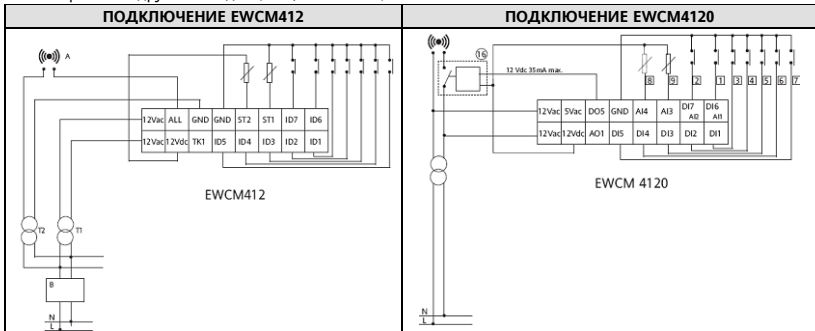 ПОДКЛЮЧЕНИЕ EWCM412
ПОДКЛЮЧЕНИЕ EWCM4120
A
12Vac ALL GND GND ST2 ST1 ID7 ID6
12Vac 12Vdc TK1 ID5 ID4 ID3 ID2 ID1
EWCM412
T2 T1
B
N
L
16
12 Vdc 35mA max.
8 9 2 1 3 4 5 6 7
12Vac 5Vac DO5 GND AI4 AI3 DI7 AI2 DI6 AI1
12Vac 12Vdc AO1 DI5 DI4 DI3 DI2 DI1
EWCM 4120
N
L